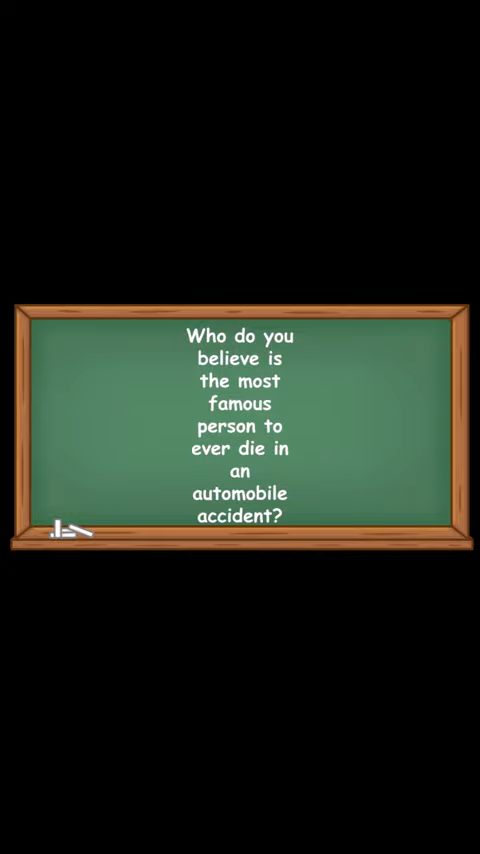 Who do you
believe is
the most
famous
person to
ever die in
an
automobile
accident?